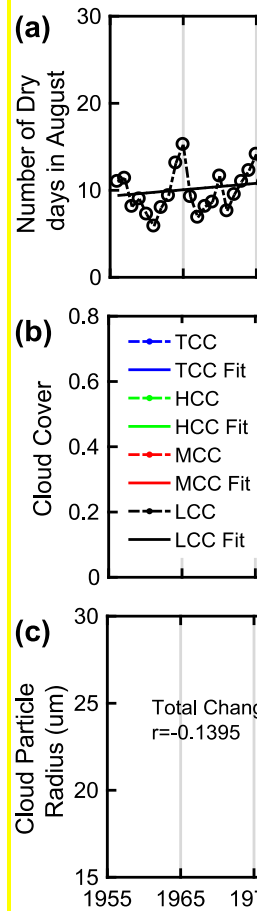 (a)
Number of Dry
days in August
30
20
10
0
(b)
Cloud Cover
0.8
0.6
0.4
0.2
0
TCC
TCC Fit
HCC
HCC Fit
MCC
MCC Fit
LCC
LCC Fit
(c)
Cloud Particle
Radius (um)
30
25
20
15
Total Chang
r=-0.1395
1955 1965 197